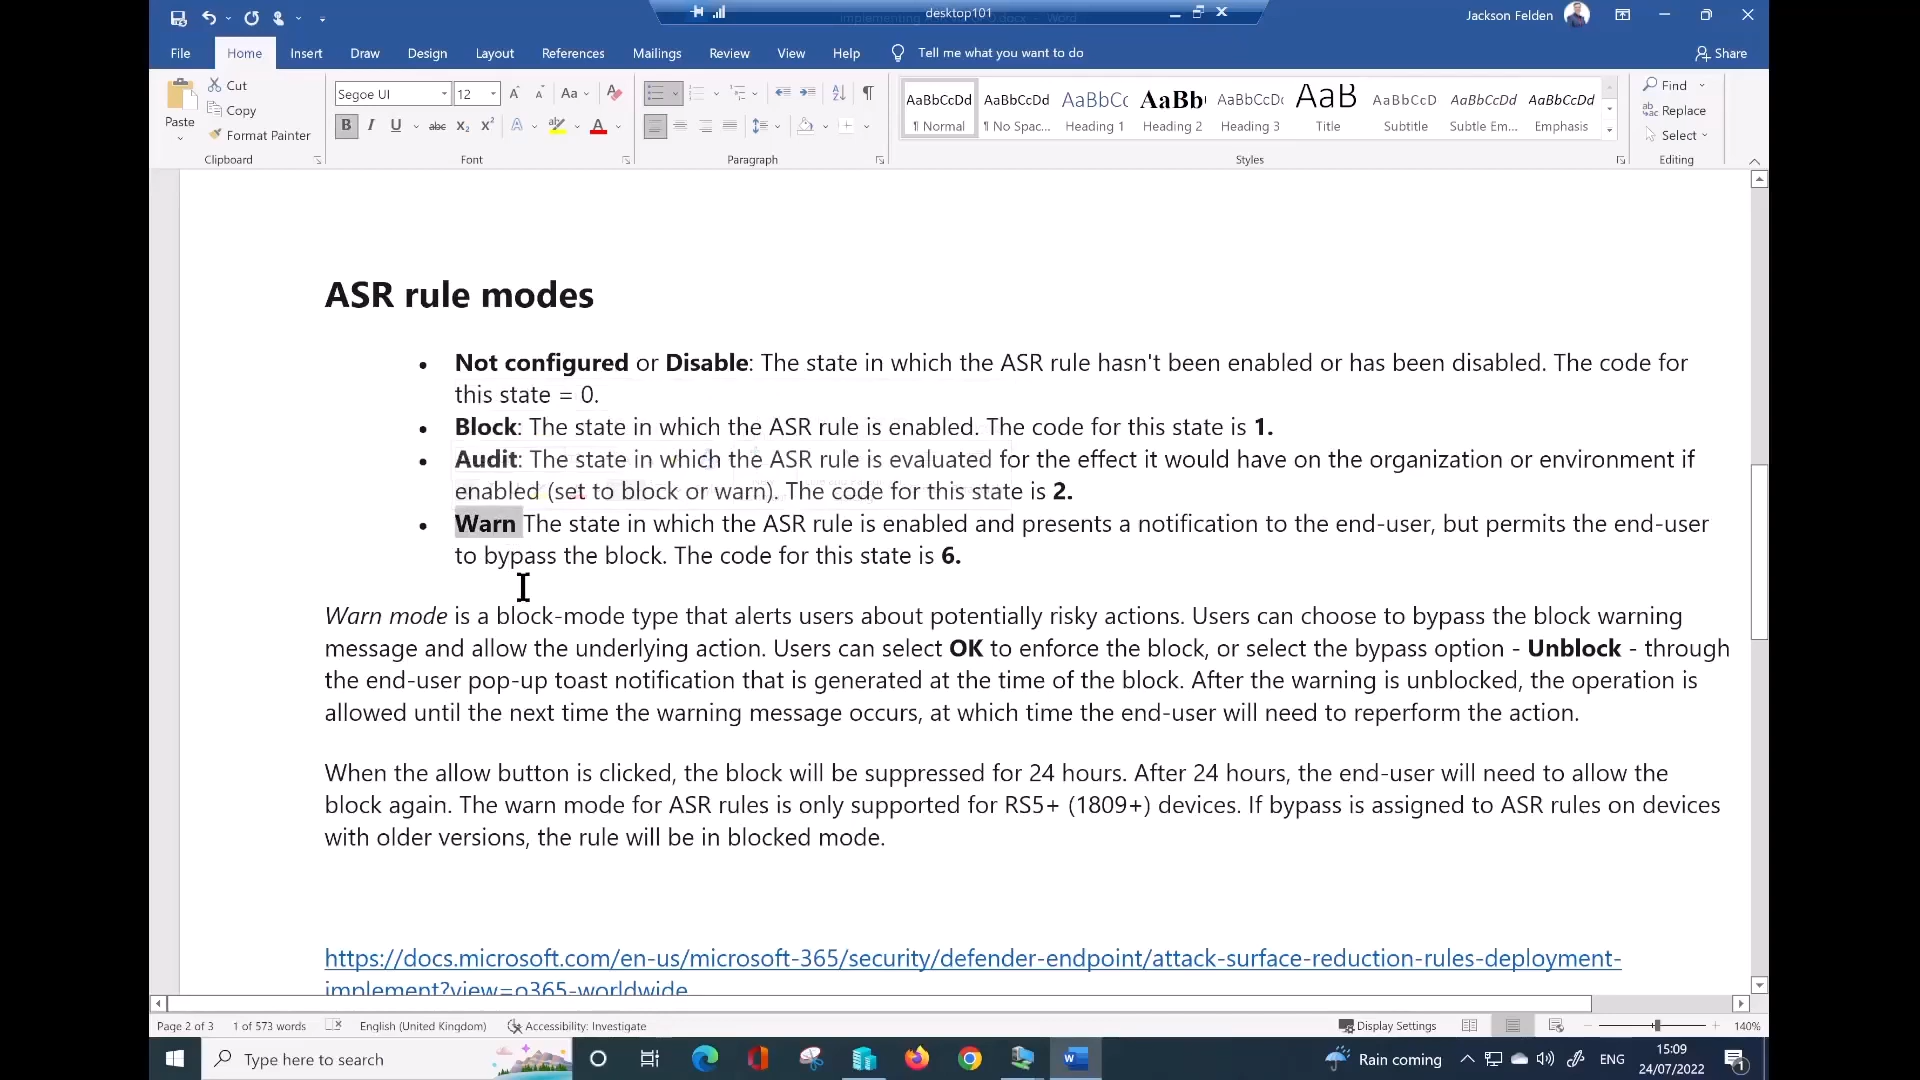 desktop101
Jackson Felden
File Home Insert Draw Design Layout References Mailings Review View Help Tell me what you want to do Share
Paste
Cut
Copy
Format Painter
Clipboard
Segoe UI 12
Font
Paragraph
AaBbCcDd AaBbCcDd AaBbCc AaBb AaBbCcD AaB AaBbCcD AaBbCcDd AaBbCcDd
¶ Normal ¶ No Spac... Heading 1 Heading 2 Heading 3 Title Subtitle Subtle Em... Emphasis
Styles
Find
Replace
Select
Editing
ASR rule modes
• Not configured or Disable: The state in which the ASR rule hasn't been enabled or has been disabled. The code for
this state = 0.
• Block: The state in which the ASR rule is enabled. The code for this state is 1.
• Audit: The state in which the ASR rule is evaluated for the effect it would have on the organization or environment if
enabled (set to block or warn). The code for this state is 2.
• Warn The state in which the ASR rule is enabled and presents a notification to the end-user, but permits the end-user
to bypass the block. The code for this state is 6.
Warn mode is a block-mode type that alerts users about potentially risky actions. Users can choose to bypass the block warning
message and allow the underlying action. Users can select OK to enforce the block, or select the bypass option - Unblock - through
the end-user pop-up toast notification that is generated at the time of the block. After the warning is unblocked, the operation is
allowed until the next time the warning message occurs, at which time the end-user will need to reperform the action.
When the allow button is clicked, the block will be suppressed for 24 hours. After 24 hours, the end-user will need to allow the
block again. The warn mode for ASR rules is only supported for RS5+ (1809+) devices. If bypass is assigned to ASR rules on devices
with older versions, the rule will be in blocked mode.
https://docs.microsoft.com/en-us/microsoft-365/security/defender-endpoint/attack-surface-reduction-rules-deployment-
implement?view=o365-worldwide
Page 2 of 3 1 of 573 words English (United Kingdom) Accessibility: Investigate Display Settings 140%
Type here to search
Rain coming
ENG
15:09
24/07/2022